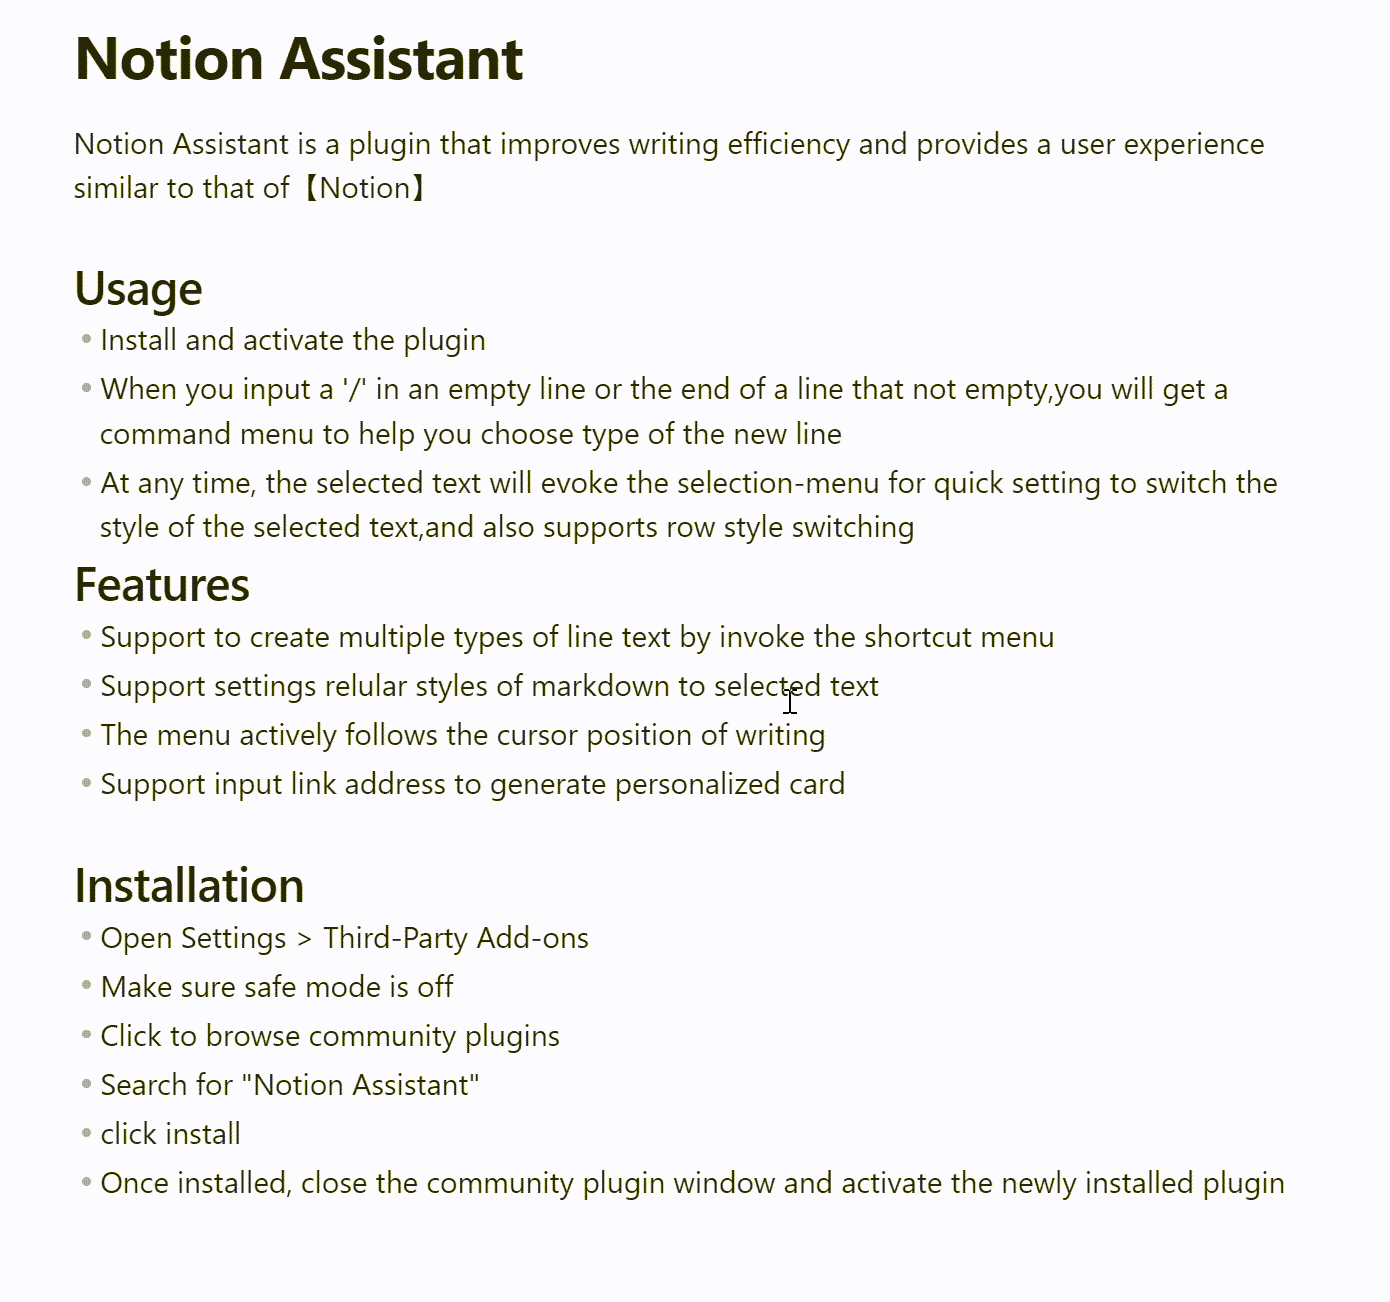 Notion Assistant
Notion Assistant is a plugin that improves writing efficiency and provides a user experience
similar to that of【Notion】
Usage
• Install and activate the plugin
• When you input a '/' in an empty line or the end of a line that not empty,you will get a
command menu to help you choose type of the new line
• At any time, the selected text will evoke the selection-menu for quick setting to switch the
style of the selected text,and also supports row style switching
Features
• Support to create multiple types of line text by invoke the shortcut menu
• Support settings relular styles of markdown to selected text
• The menu actively follows the cursor position of writing
• Support input link address to generate personalized card
Installation
• Open Settings > Third-Party Add-ons
• Make sure safe mode is off
• Click to browse community plugins
• Search for "Notion Assistant"
• click install
• Once installed, close the community plugin window and activate the newly installed plugin